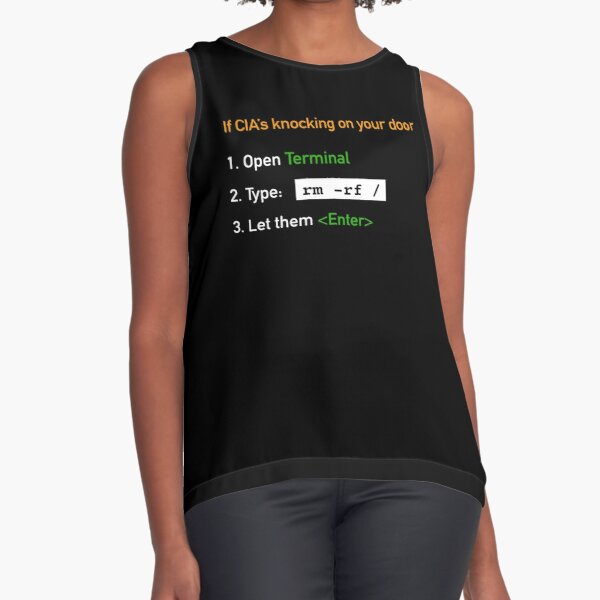 If CIA's knocking on your door
1. Open Terminal
2. Type: rm -rf /
3. Let them <Enter>